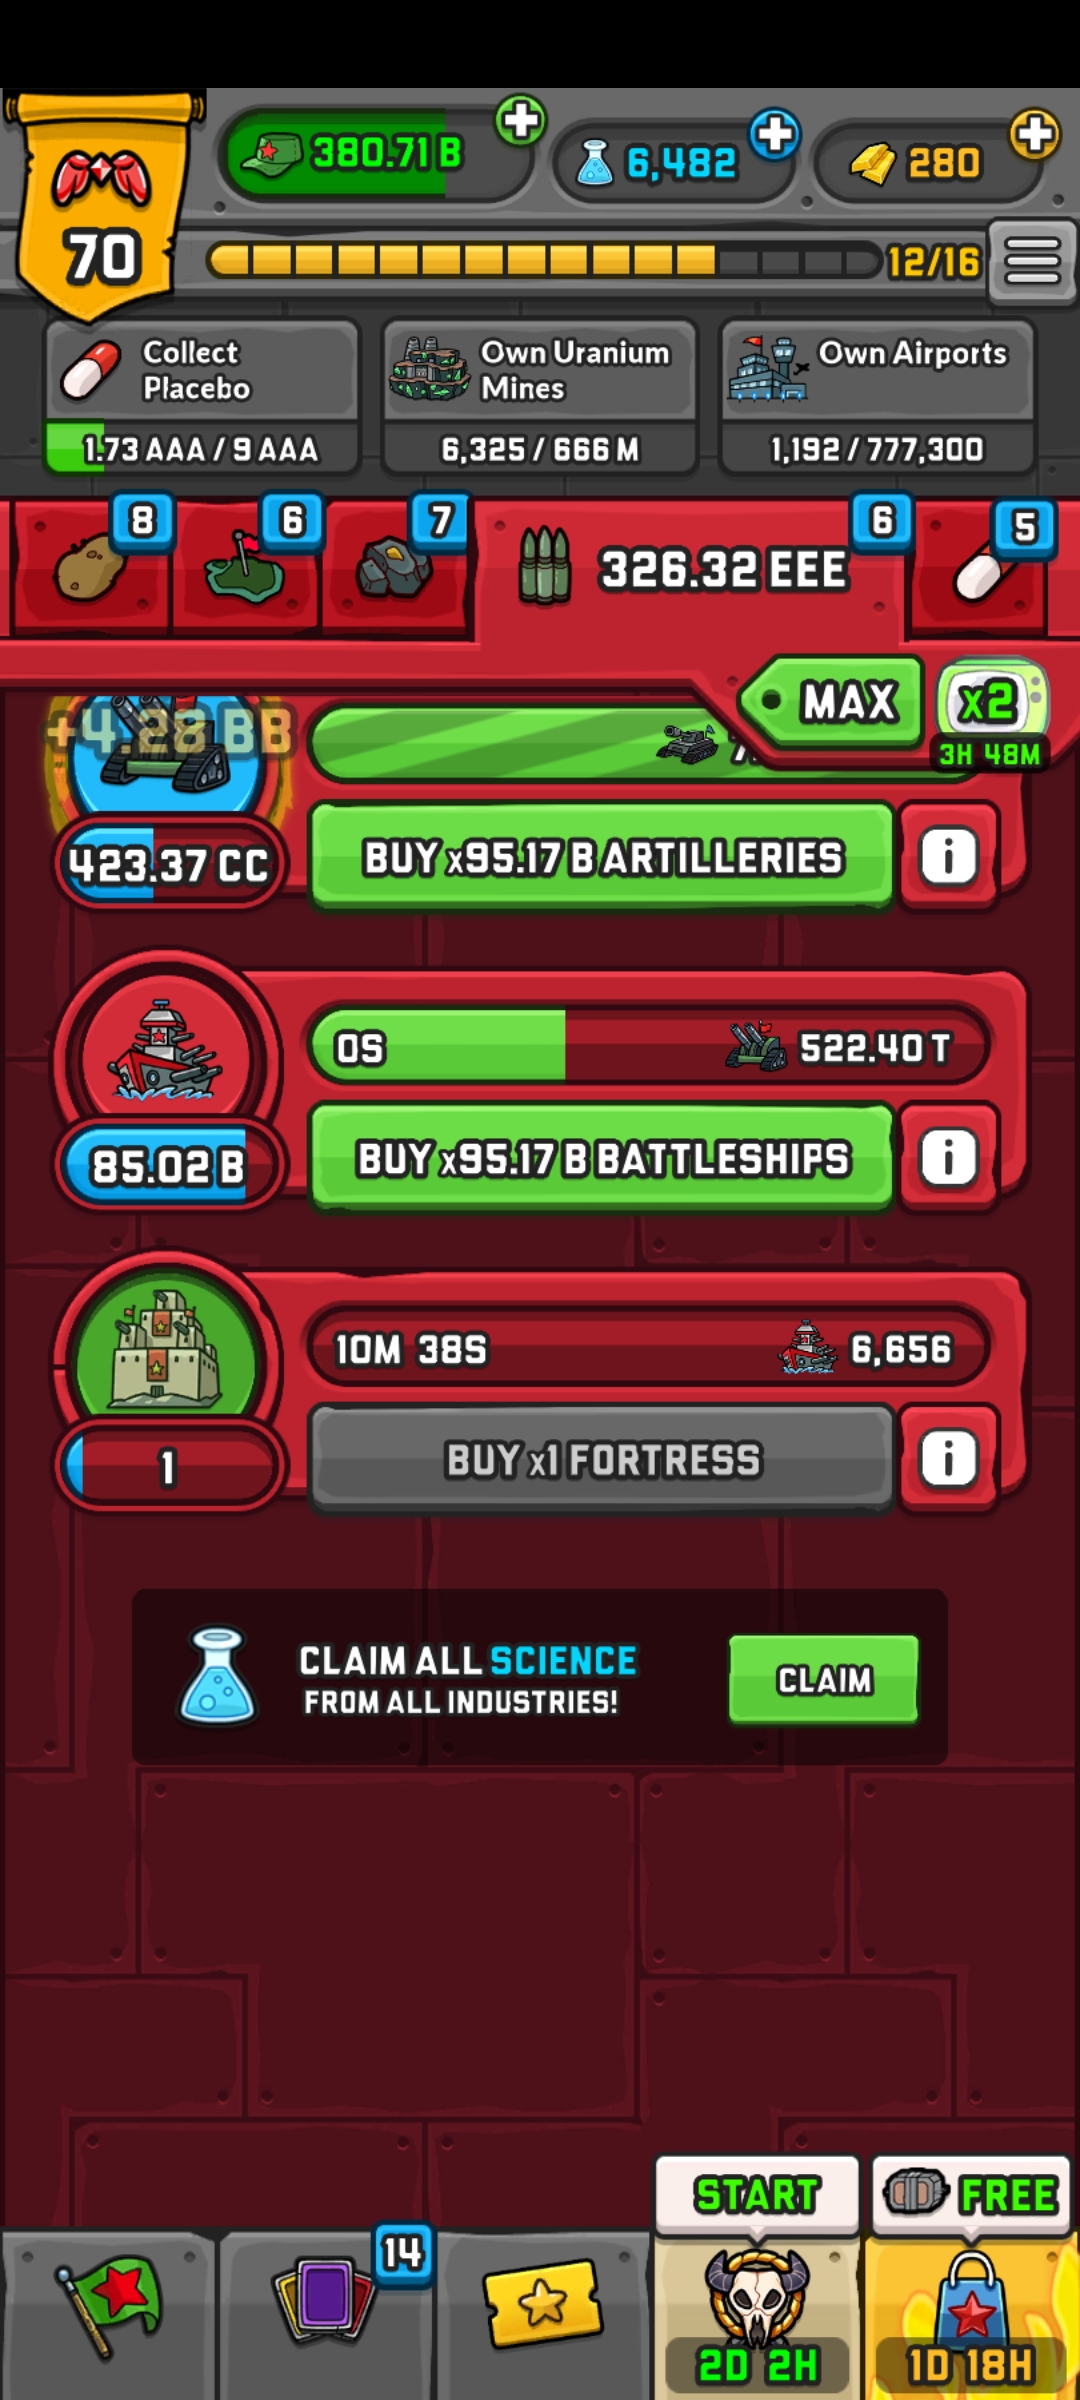 380.71 B
6,482
280
70
12/16
Collect
Placebo
1.73 AAA / 9 AAA
Own Uranium
Mines
6,325 / 666 M
Own Airports
1,192 / 777,300
8
6
7
326.32 EEE
6
5
MAX
x2
3H 48M
+4.28 BB
423.37 CC
BUY x95.17 B ARTILLERIES
i
0S
522.40 T
85.02 B
BUY x95.17 B BATTLESHIPS
i
10M 38S
6,656
1
BUY x1 FORTRESS
i
CLAIM ALL SCIENCE
FROM ALL INDUSTRIES!
CLAIM
START
FREE
14
2D 2H
1D 18H